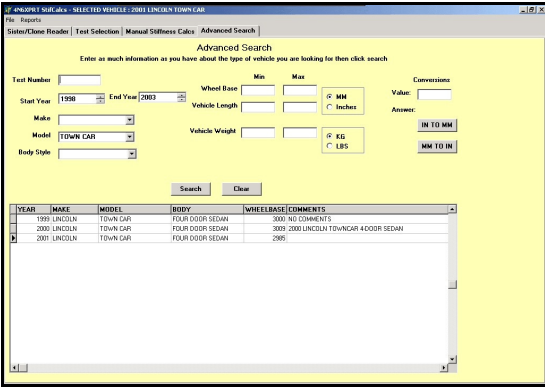 4N6XPRT StifCalcs - SELECTED VEHICLE : 2001 LINCOLN TOWN CAR
File Reports
Sister/Clone Reader Test Selection Manual Stiffness Calcs Advanced Search
Advanced Search
Enter as much information as you have about the type of vehicle you are looking for then click search
Min Max
Test Number Wheel Base MM Conversions
Value:
Start Year 1998 End Year 2003 Vehicle Length Inches Answer:
Make IN TO MM
Model TOWN CAR Vehicle Weight KG
LBS MM TO IN
Body Style
Search Clear
YEAR MAKE MODEL BODY WHEELBASE COMMENTS
1999 LINCOLN TOWN CAR FOUR DOOR SEDAN 3000 NO COMMENTS
2000 LINCOLN TOWN CAR FOUR DOOR SEDAN 3009 2000 LINCOLN TOWNCAR 4-DOOR SEDAN
2001 LINCOLN TOWN CAR FOUR DOOR SEDAN 2985